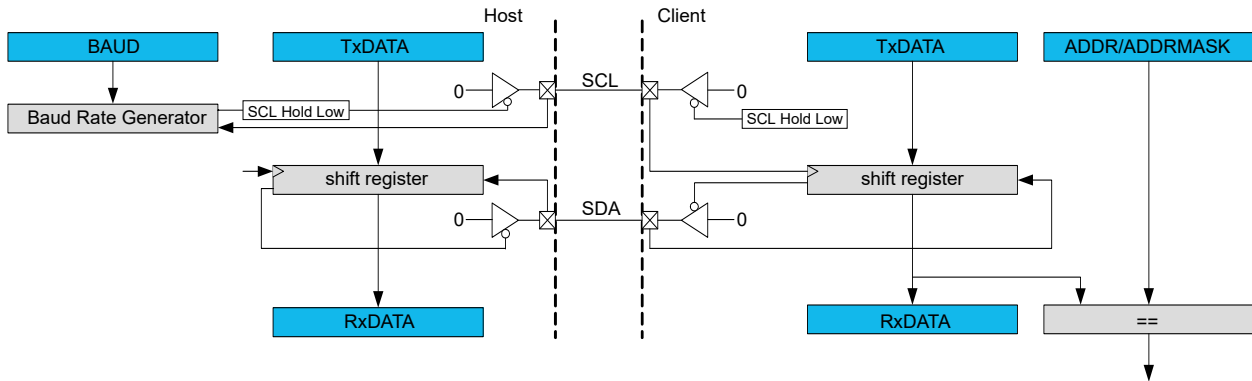 Host
Client
BAUD
TxDATA
TxDATA
ADDR/ADDRMASK
0
SCL
0
Baud Rate Generator
SCL Hold Low
SCL Hold Low
shift register
shift register
0
SDA
0
RxDATA
RxDATA
==